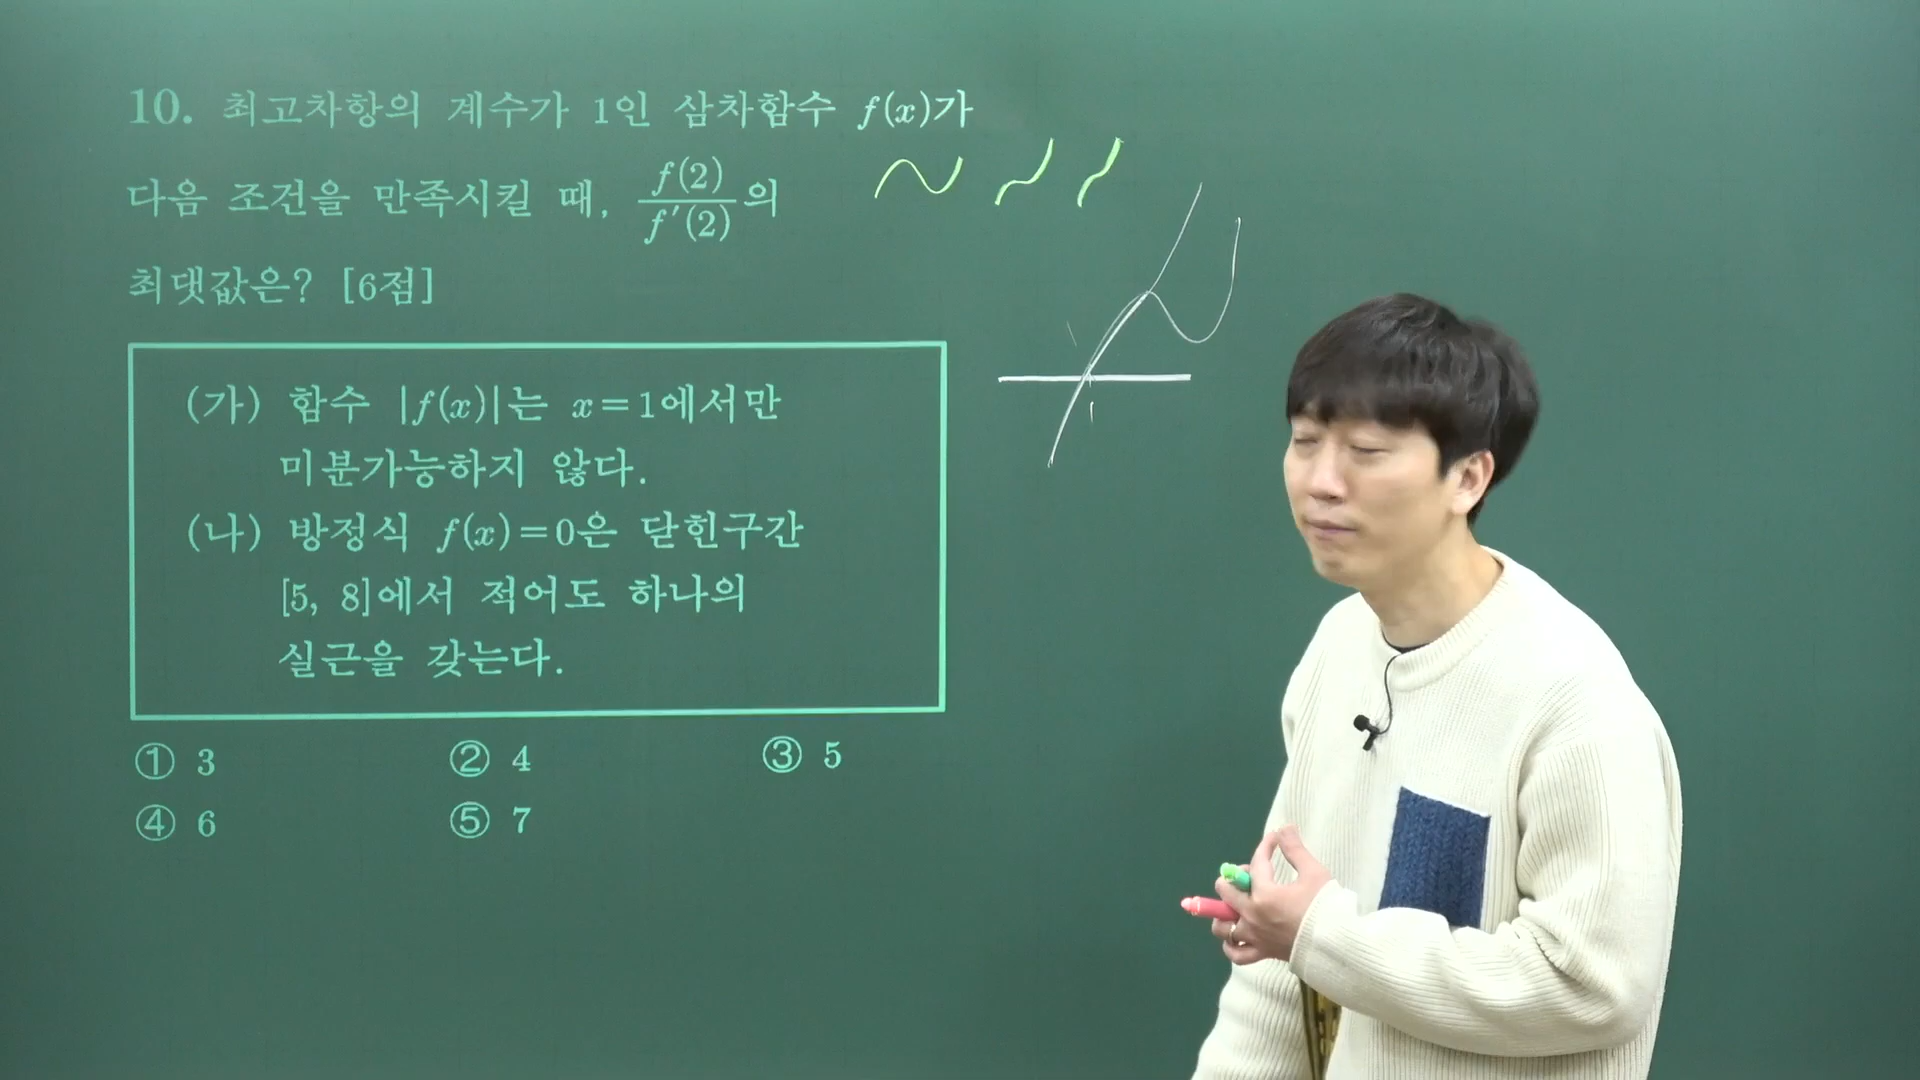 10. 최고차항의 계수가 1인 삼차함수 f(x)가
다음 조건을 만족시킬 때, f(2)/f′(2)의
최댓값은? [6점]
(가) 함수 |f(x)|는 x=1에서만
미분가능하지 않다.
(나) 방정식 f(x)=0은 닫힌구간
[5, 8]에서 적어도 하나의
실근을 갖는다.
① 3 ② 4 ③ 5
④ 6 ⑤ 7